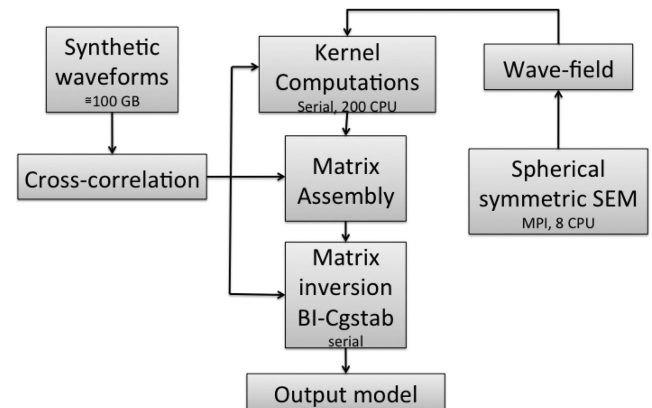 Synthetic
waveforms
≅100 GB
Cross-correlation
Kernel
Computations
Serial, 200 CPU
Matrix
Assembly
Matrix
inversion
BI-Cgstab
serial
Output model
Wave-field
Spherical
symmetric SEM
MPI, 8 CPU